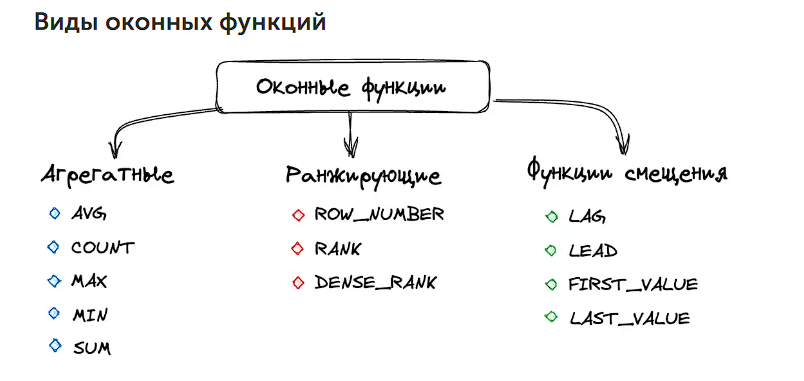 Виды оконных функций
Оконные функции
Агрегатные
AVG
COUNT
MAX
MIN
SUM
Ранжирующие
ROW_NUMBER
RANK
DENSE_RANK
Функции смещения
LAG
LEAD
FIRST_VALUE
LAST_VALUE